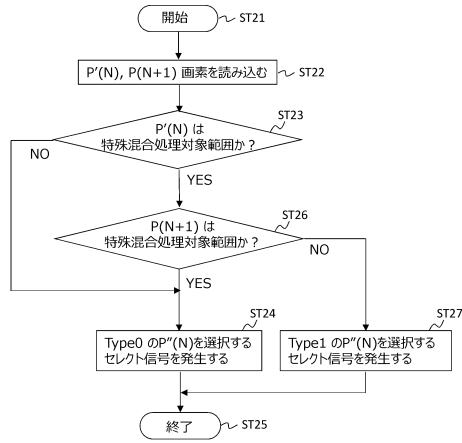 開始
ST21
P'(N), P(N+1) 画素を読み込む
ST22
ST23
P'(N) は
特殊混合処理対象範囲か？
NO
YES
ST26
P(N+1) は
特殊混合処理対象範囲か？
NO
YES
ST24
Type0 のP''(N)を選択する
セレクト信号を発生する
ST27
Type1 のP''(N)を選択する
セレクト信号を発生する
終了
ST25